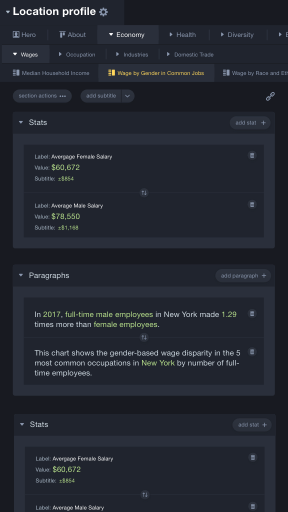 Location profile
Hero
About
Economy
Health
Diversity
Wages
Occupation
Industries
Domestic Trade
Median Household Income
Wage by Gender in Common Jobs
Wage by Race and Eth
section actions
add subtitle
Stats
add stat +
Label: Avergage Female Salary
Value: $60,672
Subtitle: ±$854
Label: Average Male Salary
Value: $78,550
Subtitle: ±$1,168
Paragraphs
add paragraph +
In 2017, full-time male employees in New York made 1.29
times more than female employees.
This chart shows the gender-based wage disparity in the 5
most common occupations in New York by number of full-
time employees.
Stats
add stat +
Label: Avergage Female Salary
Value: $60,672
Subtitle: ±$854
Label: Average Male Salary